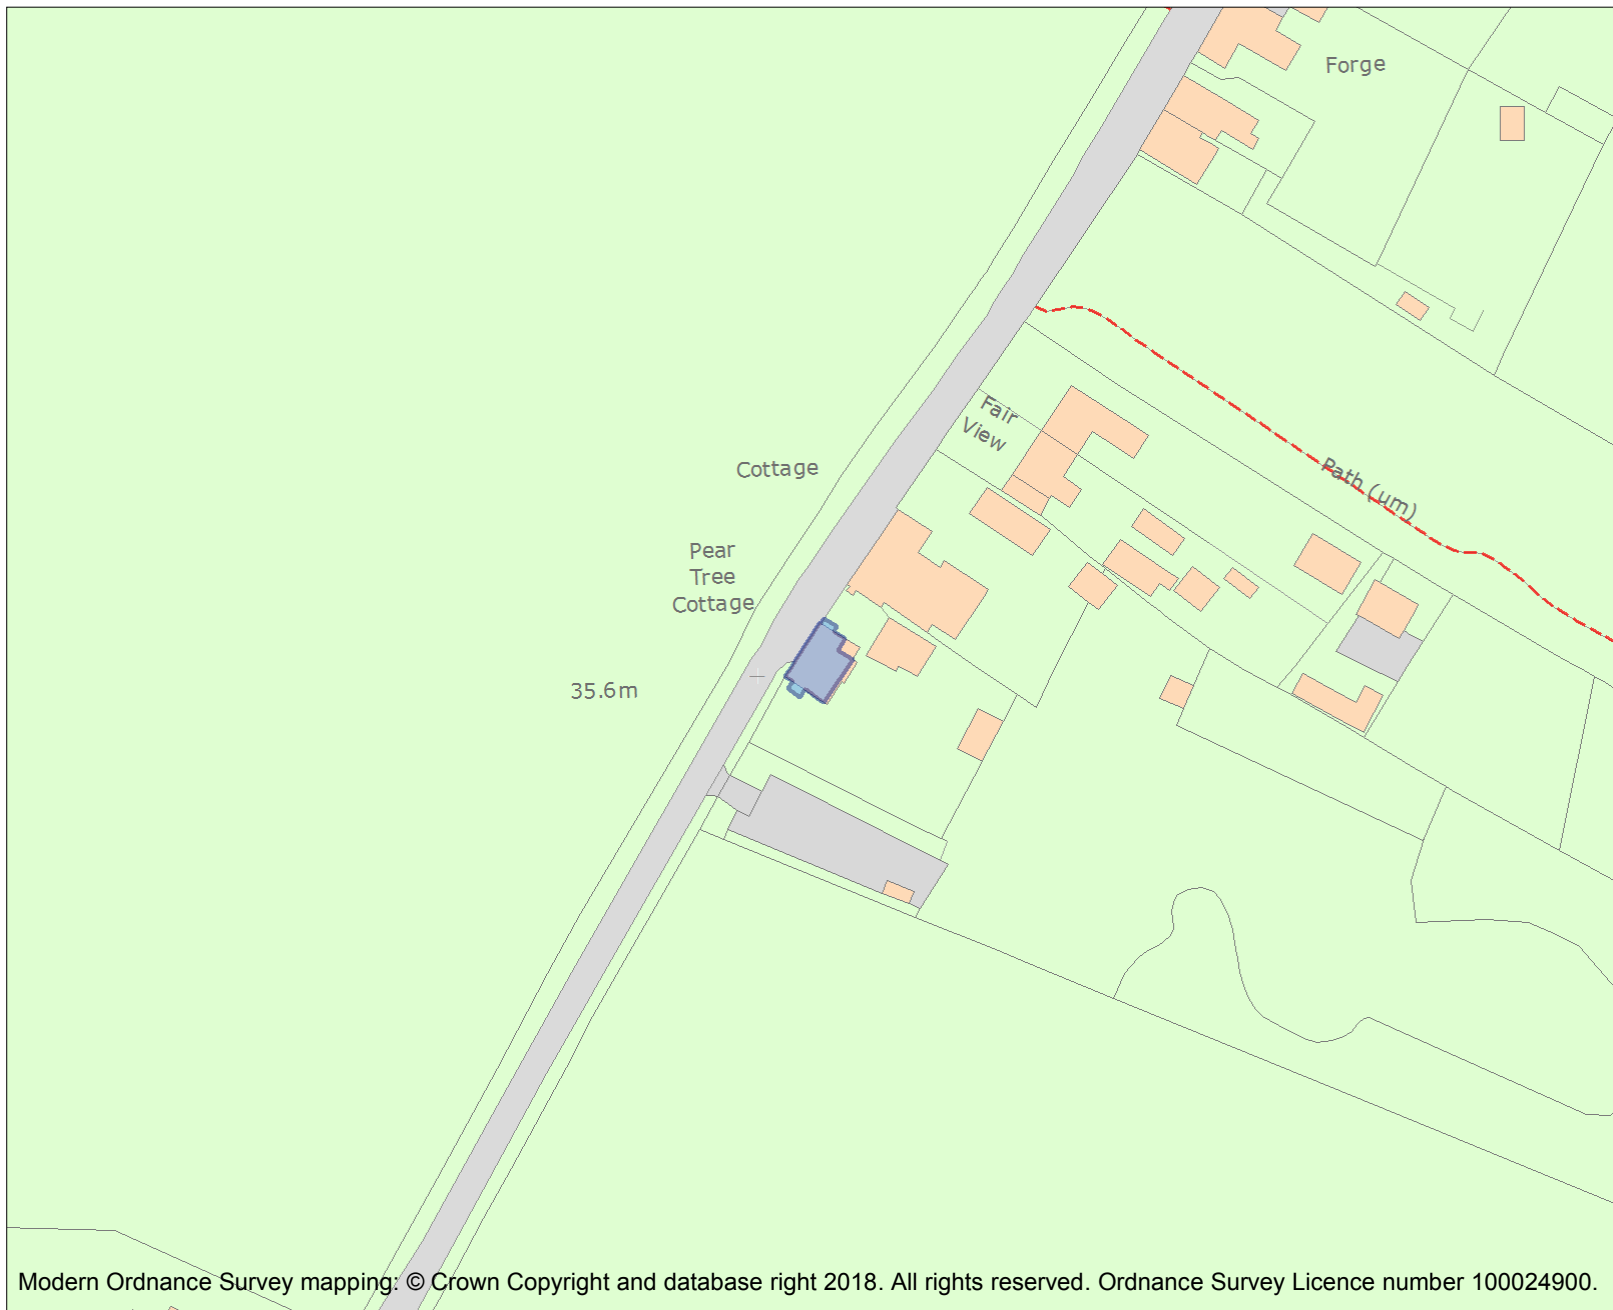 Forge
Fair
View
Cottage
Path (um)
Pear
Tree
Cottage
35.6m
Modern Ordnance Survey mapping: © Crown Copyright and database right 2018. All rights reserved. Ordnance Survey Licence number 100024900.